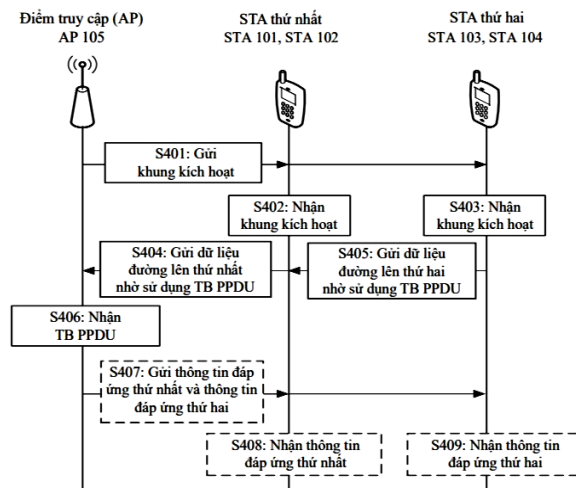 Điểm truy cập (AP)
AP 105
STA thứ nhất
STA 101, STA 102
STA thứ hai
STA 103, STA 104
S401: Gửi
khung kích hoạt
S402: Nhận
khung kích hoạt
S403: Nhận
khung kích hoạt
S404: Gửi dữ liệu
đường lên thứ nhất
nhờ sử dụng TB PPDU
S405: Gửi dữ liệu
đường lên thứ hai
nhờ sử dụng TB PPDU
S406: Nhận
TB PPDU
S407: Gửi thông tin đáp
ứng thứ nhất và thông tin
đáp ứng thứ hai
S408: Nhận thông tin
đáp ứng thứ nhất
S409: Nhận thông tin
đáp ứng thứ hai